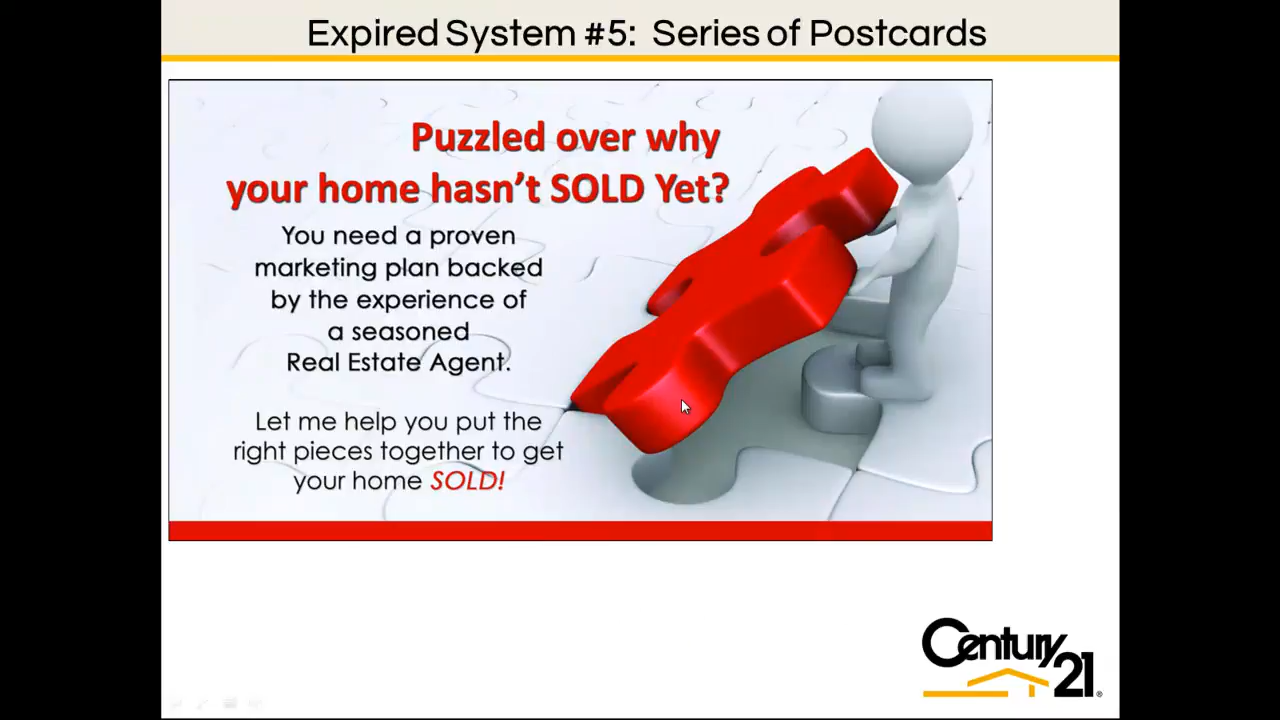 Expired System #5: Series of Postcards
Puzzled over why
your home hasn't SOLD Yet?
You need a proven
marketing plan backed
by the experience of
a seasoned
Real Estate Agent.
Let me help you put the
right pieces together to get
your home SOLD!
Century 21®